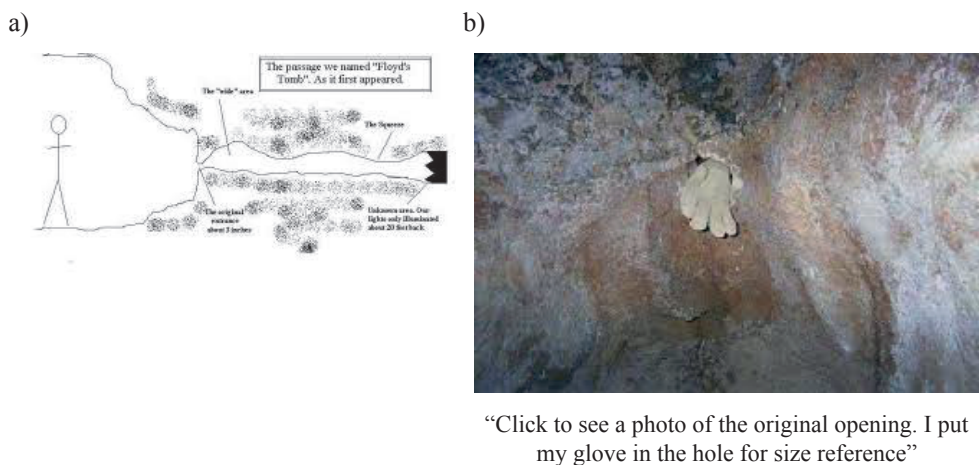 a)
b)
The passage we named "Floyd's
Tomb". As it first appeared.
The "wide" area
The Squeeze
The original
entrance
about 3 inches
Unknown area. Our
lights only illuminated
about 20 feet back
“Click to see a photo of the original opening. I put
my glove in the hole for size reference”